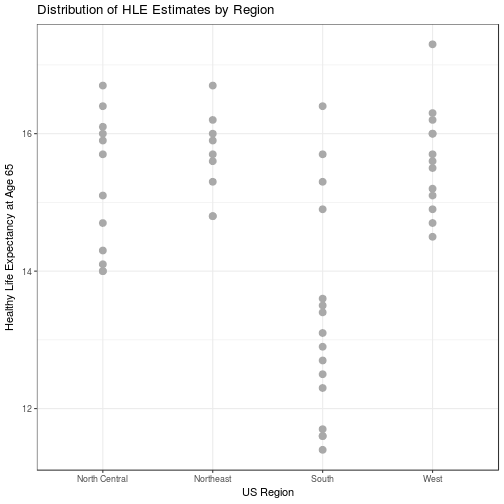 Distribution of HLE Estimates by Region
Healthy Life Expectancy at Age 65
16
14
12
North Central Northeast South West
US Region